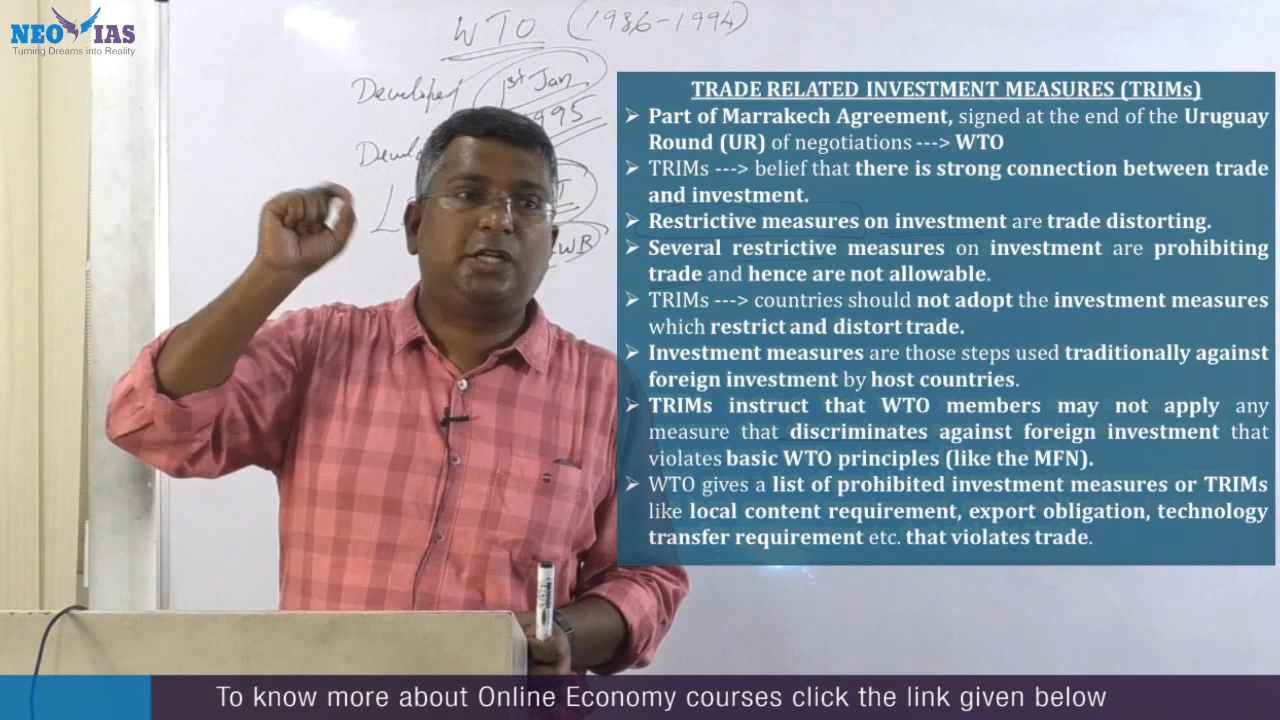 NEO IAS
Turning Dreams into Reality
WTO (1986-1994)
Developed 1st Jan
1995
WB
TRADE RELATED INVESTMENT MEASURES (TRIMs)
➢ Part of Marrakech Agreement, signed at the end of the Uruguay
Round (UR) of negotiations ---> WTO
➢ TRIMs ---> belief that there is strong connection between trade
and investment.
➢ Restrictive measures on investment are trade distorting.
➢ Several restrictive measures on investment are prohibiting
trade and hence are not allowable.
➢ TRIMs ---> countries should not adopt the investment measures
which restrict and distort trade.
➢ Investment measures are those steps used traditionally against
foreign investment by host countries.
➢ TRIMs instruct that WTO members may not apply any
measure that discriminates against foreign investment that
violates basic WTO principles (like the MFN).
➢ WTO gives a list of prohibited investment measures or TRIMs
like local content requirement, export obligation, technology
transfer requirement etc. that violates trade.
To know more about Online Economy courses click the link given below